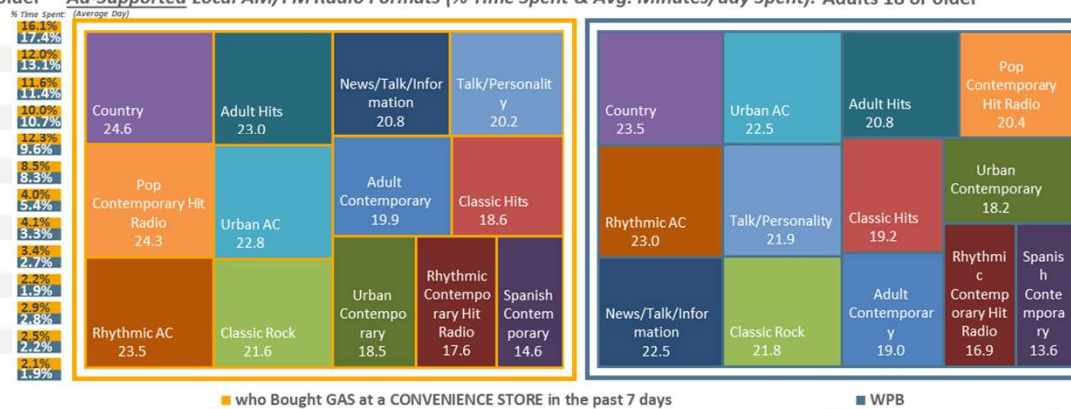 older Ad-Supported Local AM/FM Radio Formats (% Time Spent & Avg. Minutes/day Spent): Adults 18 or older
% Time Spent: (Average Day)
16.1%
17.4%
12.0%
13.1%
11.6%
11.4%
10.0%
10.7%
12.3%
9.6%
8.5%
8.3%
4.0%
5.4%
4.1%
3.3%
3.4%
2.7%
2.2%
1.9%
2.9%
2.8%
2.5%
2.2%
2.1%
1.9%
Country
24.6
Adult Hits
23.0
News/Talk/Infor
mation
20.8
Talk/Personalit
y
20.2
Pop
Contemporary Hit
Radio
24.3
Urban AC
22.8
Adult
Contemporary
19.9
Classic Hits
18.6
Rhythmic AC
23.5
Classic Rock
21.6
Urban
Contempo
rary
18.5
Rhythmic
Contempo
rary Hit
Radio
17.6
Spanish
Contem
porary
14.6
Country
23.5
Urban AC
22.5
Adult Hits
20.8
Pop
Contemporary
Hit Radio
20.4
Rhythmic AC
23.0
Talk/Personality
21.9
Classic Hits
19.2
Urban
Contemporary
18.2
News/Talk/Infor
mation
22.5
Classic Rock
21.8
Adult
Contemporar
y
19.0
Rhythmi
c
Contemp
orary Hit
Radio
16.9
Spanis
h
Conte
mpora
ry
13.6
who Bought GAS at a CONVENIENCE STORE in the past 7 days
WPB